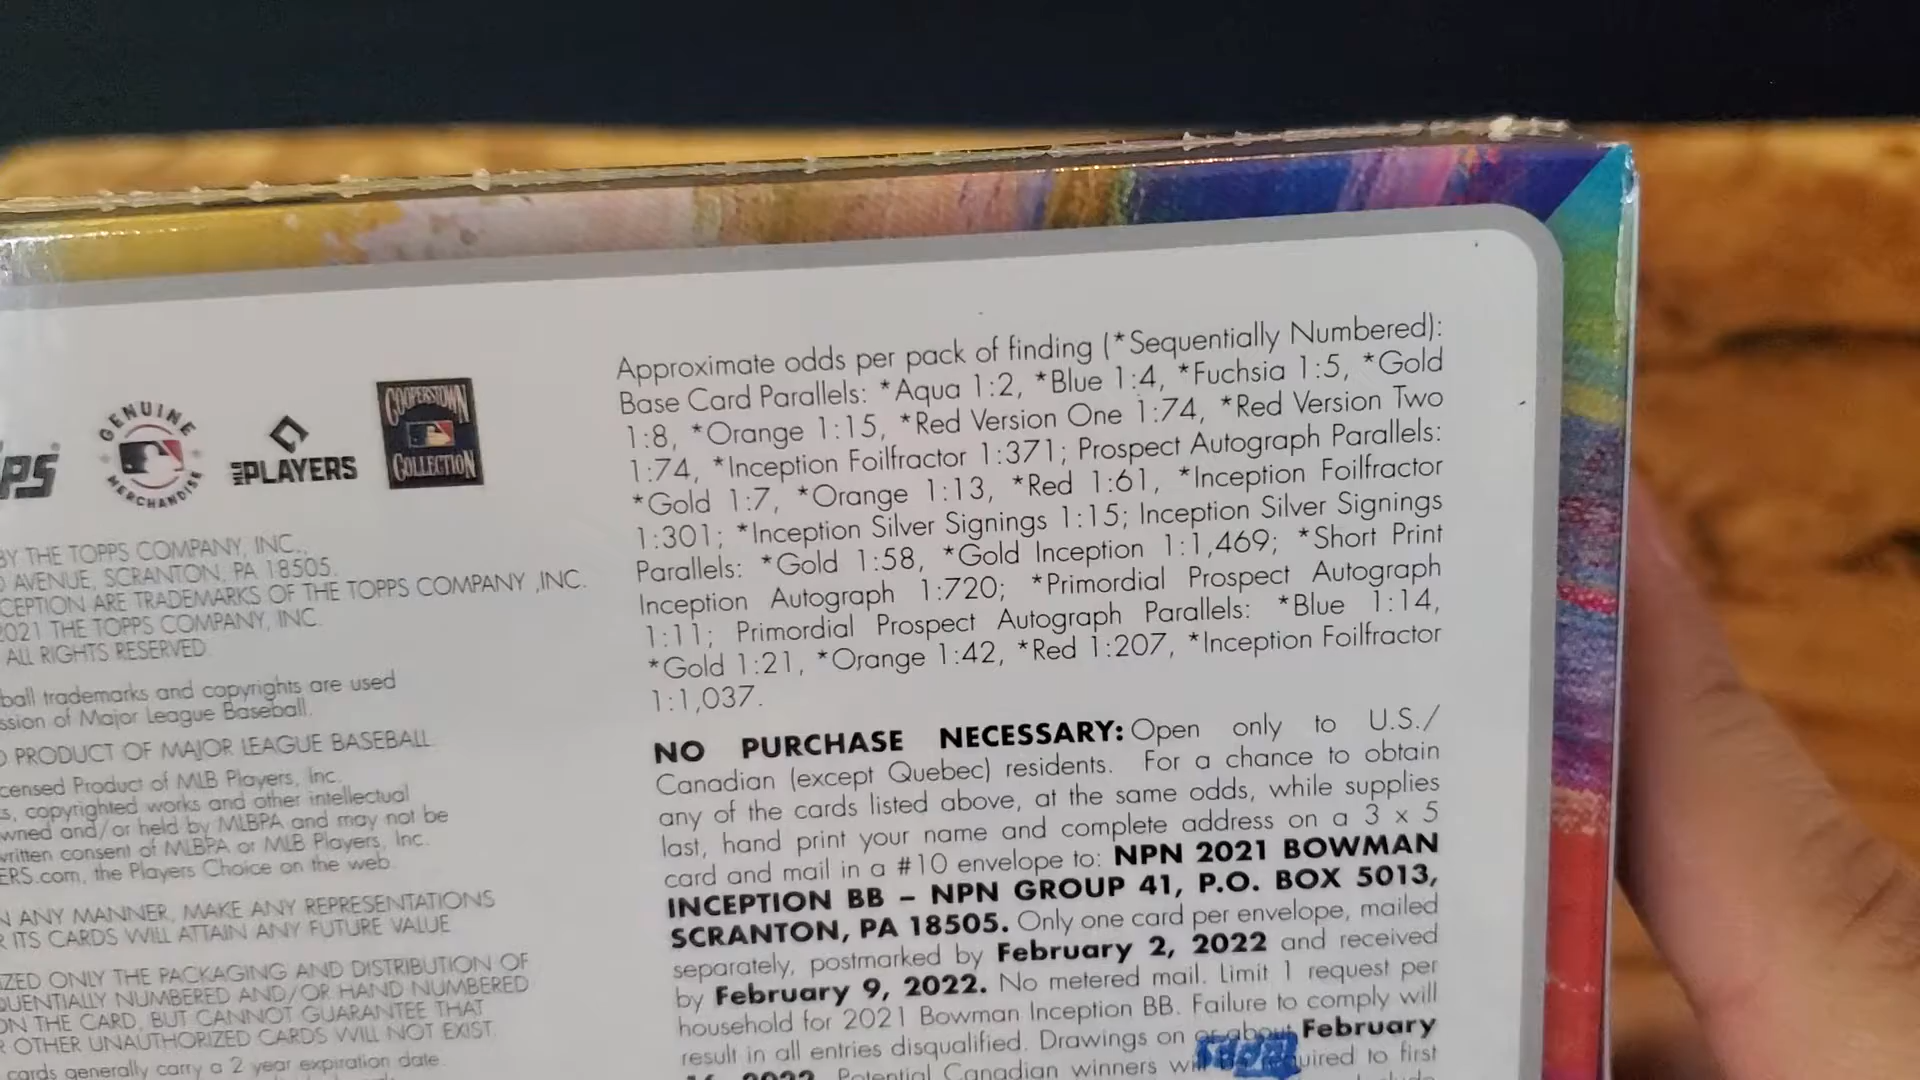 PS
GENUINE
MERCHANDISE
MLB PLAYERS
COOPERSTOWN
COLLECTION
BY THE TOPPS COMPANY, INC.,
AVENUE, SCRANTON, PA 18505.
CEPTION ARE TRADEMARKS OF THE TOPPS COMPANY ,INC.
2021 THE TOPPS COMPANY, INC.
ALL RIGHTS RESERVED
ball trademarks and copyrights are used
ssion of Major League Baseball.
PRODUCT OF MAJOR LEAGUE BASEBALL
censed Product of MLB Players, Inc.
s, copyrighted works and other intellectual
wned and/or held by MLBPA and may not be
written consent of MLBPA or MLB Players, Inc.
ERS.com, the Players Choice on the web.
N ANY MANNER, MAKE ANY REPRESENTATIONS
R ITS CARDS WILL ATTAIN ANY FUTURE VALUE
IZED ONLY THE PACKAGING AND DISTRIBUTION OF
QUENTIALLY NUMBERED AND/OR HAND NUMBERED
ON THE CARD, BUT CANNOT GUARANTEE THAT
R OTHER UNAUTHORIZED CARDS WILL NOT EXIST.
cards generally carry a 2 year expiration date.
Approximate odds per pack of finding (*Sequentially Numbered):
Base Card Parallels: *Aqua 1:2, *Blue 1:4, *Fuchsia 1:5, *Gold
1:8, *Orange 1:15, *Red Version One 1:74, *Red Version Two
1:74, *Inception Foilfractor 1:371; Prospect Autograph Parallels:
*Gold 1:7, *Orange 1:13, *Red 1:61, *Inception Foilfractor
1:301; *Inception Silver Signings 1:15; Inception Silver Signings
Parallels: *Gold 1:58, *Gold Inception 1:1,469; *Short Print
Inception Autograph 1:720; *Primordial Prospect Autograph
1:11; Primordial Prospect Autograph Parallels: *Blue 1:14,
*Gold 1:21, *Orange 1:42, *Red 1:207, *Inception Foilfractor
1:1,037.
NO PURCHASE NECESSARY: Open only to U.S./
Canadian (except Quebec) residents. For a chance to obtain
any of the cards listed above, at the same odds, while supplies
last, hand print your name and complete address on a 3 x 5
card and mail in a #10 envelope to: NPN 2021 BOWMAN
INCEPTION BB – NPN GROUP 41, P.O. BOX 5013,
SCRANTON, PA 18505. Only one card per envelope, mailed
separately, postmarked by February 2, 2022 and received
by February 9, 2022. No metered mail. Limit 1 request per
household for 2021 Bowman Inception BB. Failure to comply will
result in all entries disqualified. Drawings on or about February
2022. Potential Canadian winners will be required to first